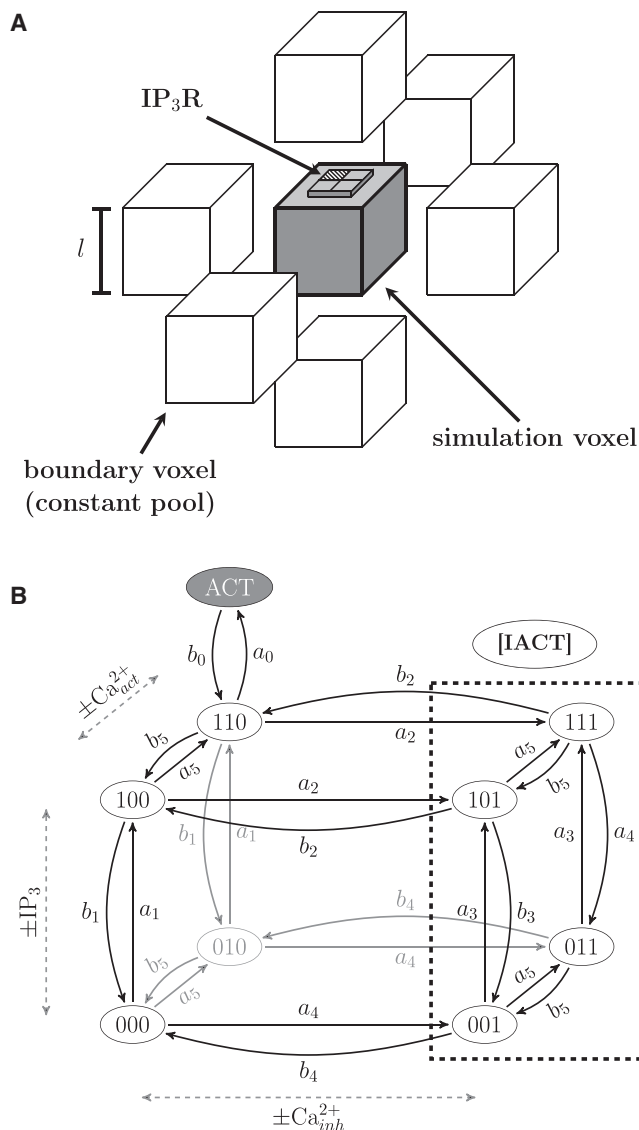 A
IP₃R
l
simulation voxel
boundary voxel
(constant pool)
B
ACT
[IACT]
b₀ a₀
b₂
±Ca²⁺act
110 111
b₅ a₅ a₂ a₅ b₅
100 a₂ 101
b₁ a₁ b₂ a₃ a₄
±IP₃
b₁ a₁ b₄ a₃ b₃
010 a₄ 011
b₅ a₅ a₅ b₅
000 a₄ 001
b₄
±Ca²⁺inh